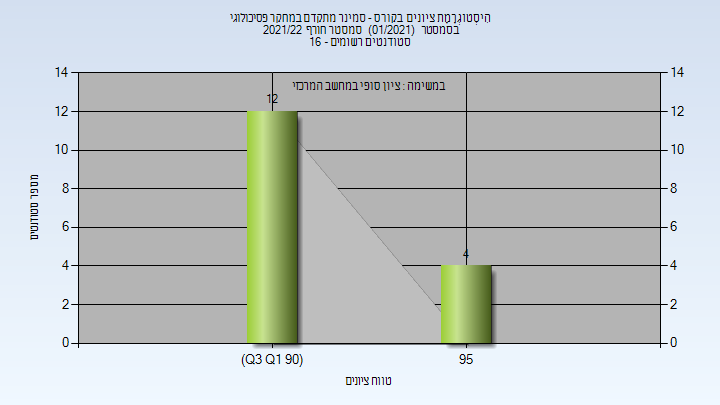 הִיסְטוֹגְרָמַת ציונים בקורס - סמינר מתקדם במחקר פסיכולוגי
בסמסטר (01/2021) סמסטר חורף 2021/22
סטודנטים רשומים - 16
במשימה : ציון סופי במחשב המרכזי
14 14
12 12
10 10
8 8
6 6
4 4
2 2
0 0
12
4
מספר סטודנטים
(Q3 Q1 90) 95
טווח ציונים